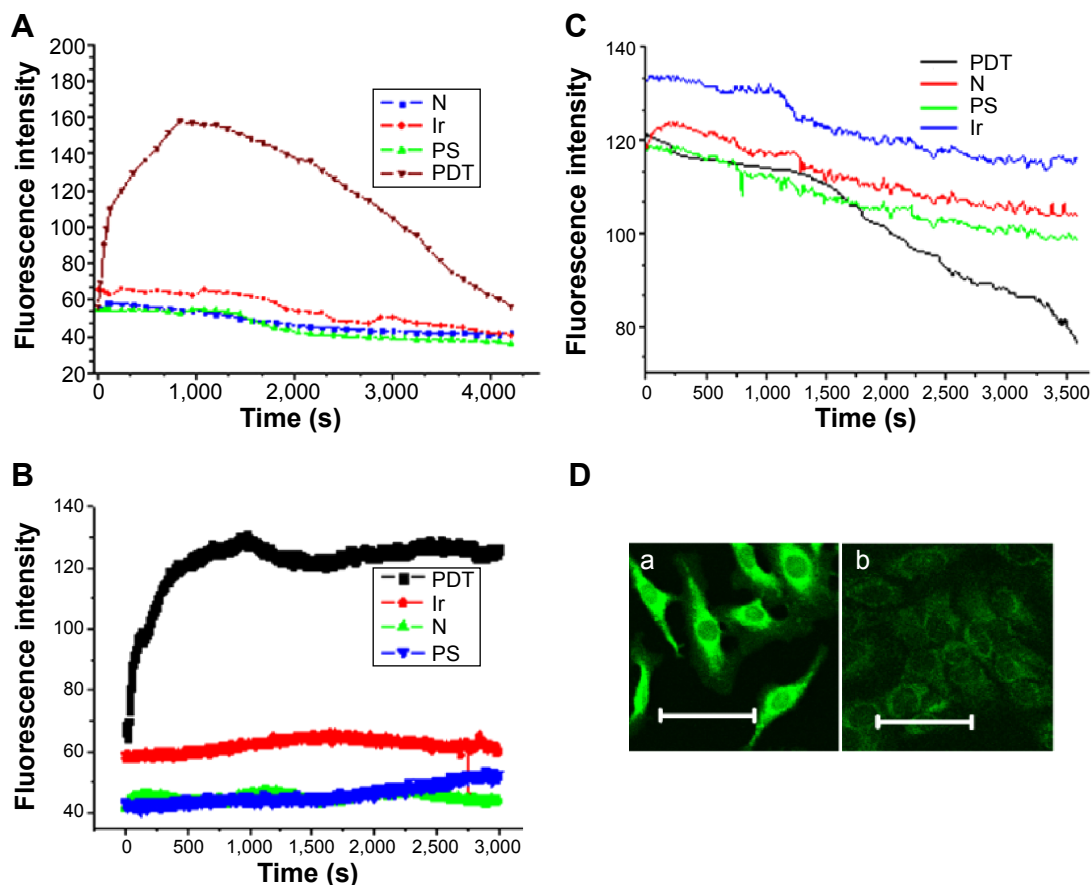 A
Fluorescence intensity
200
180
160
140
120
100
80
60
40
20
N
Ir
PS
PDT
0 1,000 2,000 3,000 4,000
Time (s)
C
Fluorescence intensity
140
120
100
80
PDT
N
PS
Ir
0 500 1,000 1,500 2,000 2,500 3,000 3,500
Time (s)
B
Fluorescence intensity
140
120
100
80
60
40
PDT
Ir
N
PS
0 500 1,000 1,500 2,000 2,500 3,000
Time (s)
D
a
b